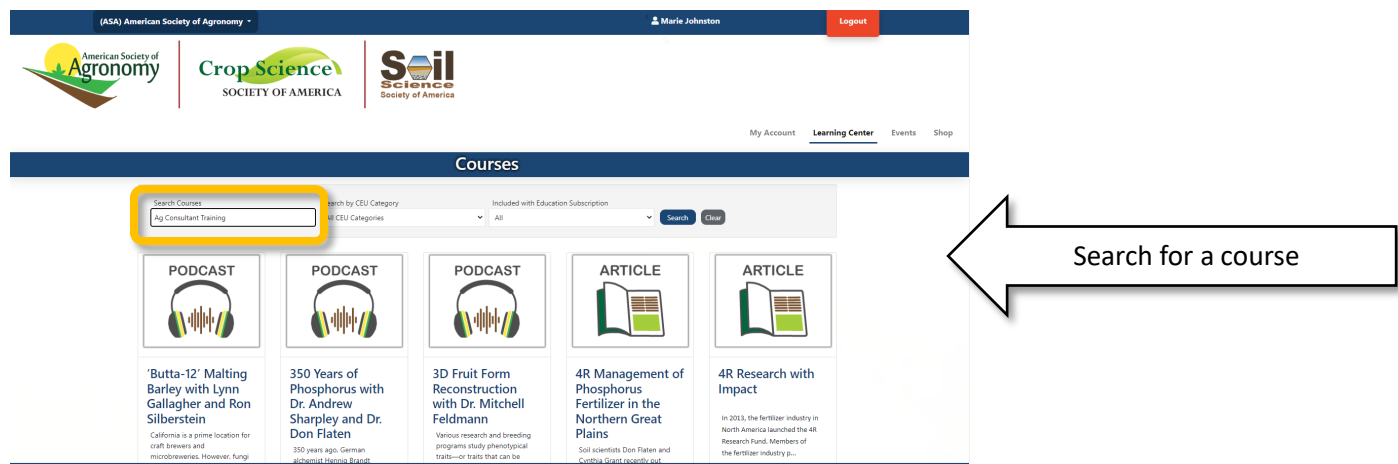 (ASA) American Society of Agronomy
Marie Johnston
Logout
American Society of
Agronomy
Crop Science
SOCIETY OF AMERICA
Soil
Science
Society of America
My Account Learning Center Events Shop
Courses
Search Courses
Search by CEU Category
Included with Education Subscription
Ag Consultant Training
All CEU Categories
All
Search
Clear
Search for a course
PODCAST
PODCAST
PODCAST
ARTICLE
ARTICLE
'Butta-12' Malting
Barley with Lynn
Gallagher and Ron
Silberstein
California is a prime location for
craft brewers and
microbreweries. However, fungi
350 Years of
Phosphorus with
Dr. Andrew
Sharpley and Dr.
Don Flaten
350 years ago, German
alchemist Hennig Brandt
3D Fruit Form
Reconstruction
with Dr. Mitchell
Feldmann
Various research and breeding
programs study phenotypical
traits—or traits that can be
4R Management of
Phosphorus
Fertilizer in the
Northern Great
Plains
Soil scientists Don Flaten and
Cynthia Grant recently put
4R Research with
Impact
In 2013, the fertilizer industry in
North America launched the 4R
Research Fund. Members of
the fertilizer industry p...